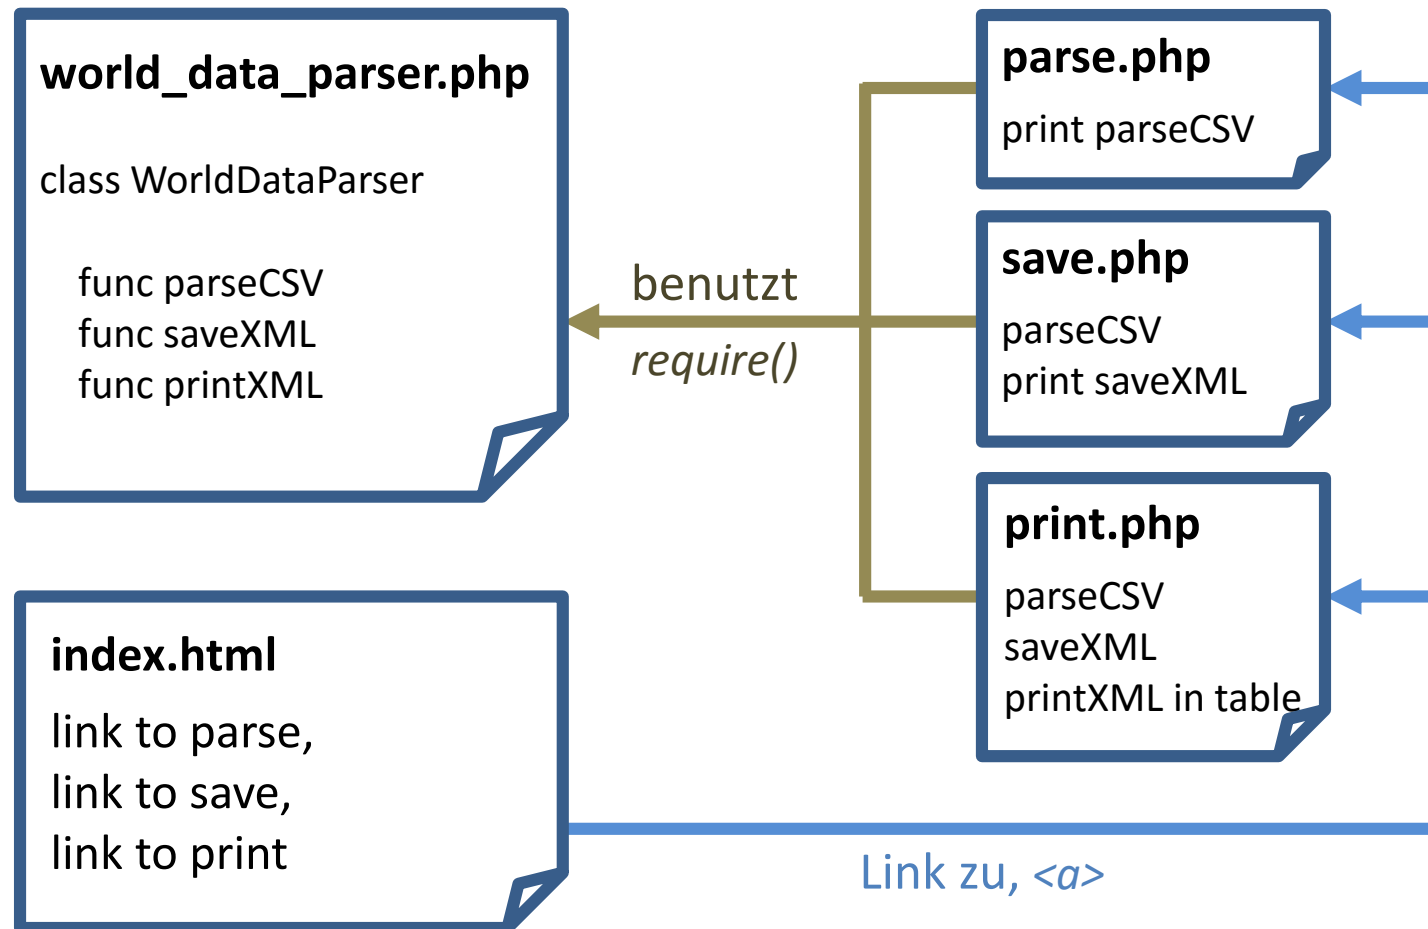 world_data_parser.php
class WorldDataParser
func parseCSV
func saveXML
func printXML
benutzt
require()
parse.php
print parseCSV
save.php
parseCSV
print saveXML
print.php
parseCSV
saveXML
printXML in table
index.html
link to parse,
link to save,
link to print
Link zu, <a>